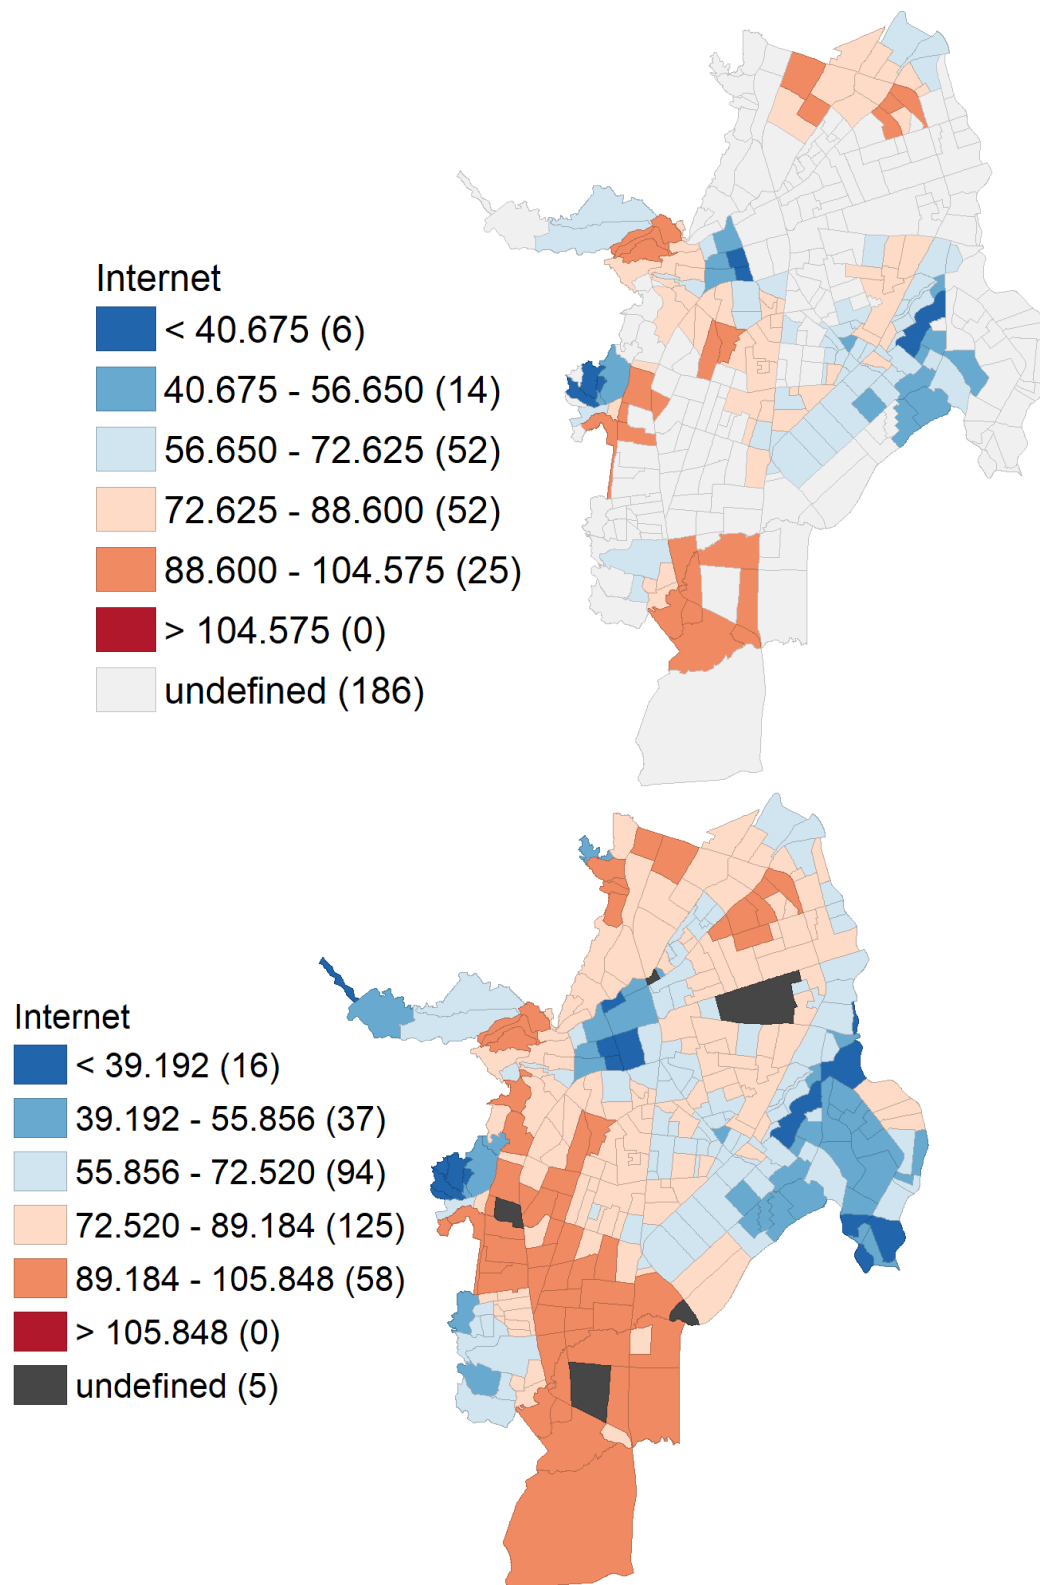 Internet
< 40.675 (6)
40.675 - 56.650 (14)
56.650 - 72.625 (52)
72.625 - 88.600 (52)
88.600 - 104.575 (25)
> 104.575 (0)
undefined (186)
Internet
< 39.192 (16)
39.192 - 55.856 (37)
55.856 - 72.520 (94)
72.520 - 89.184 (125)
89.184 - 105.848 (58)
> 105.848 (0)
undefined (5)